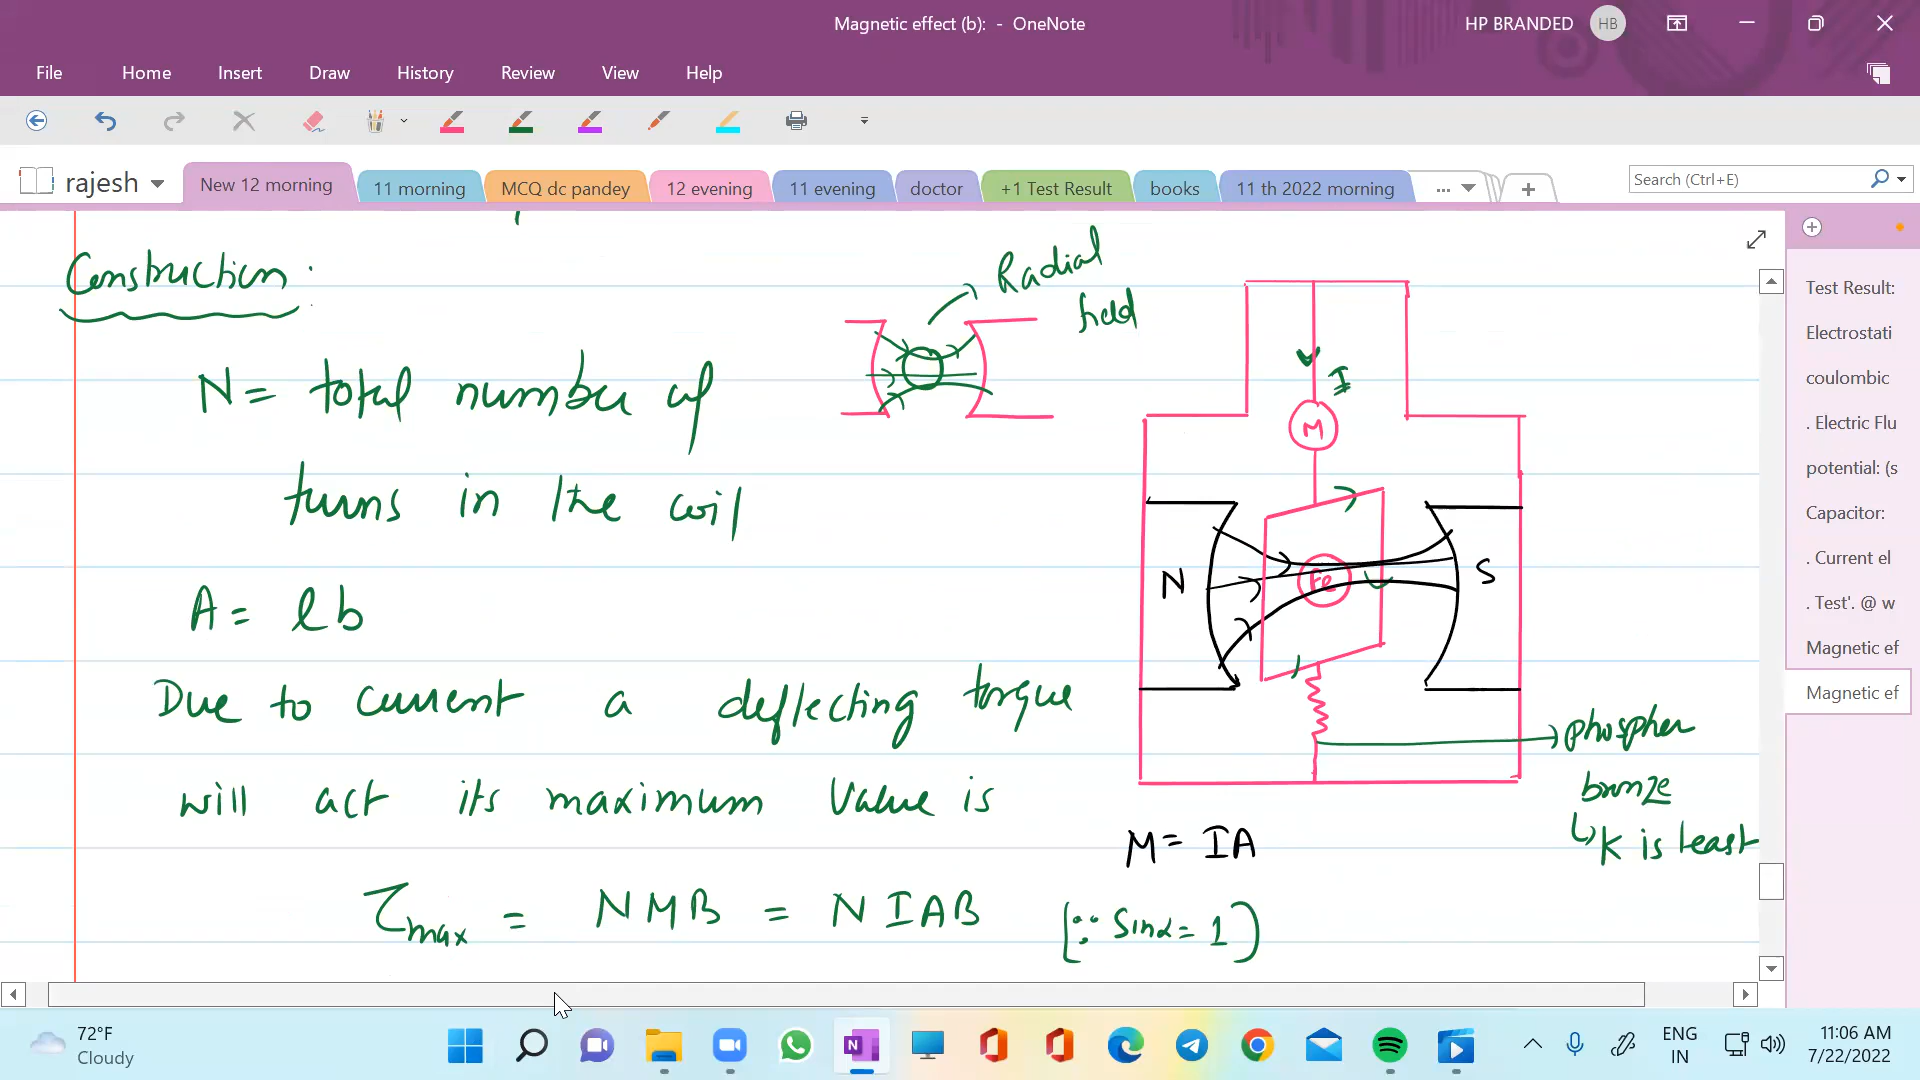 Magnetic effect (b): - OneNote
HP BRANDED HB
File Home Insert Draw History Review View Help
rajesh New 12 morning 11 morning MCQ dc pandey 12 evening 11 evening doctor +1 Test Result books 11 th 2022 morning ... Search (Ctrl+E)
Construction:
Radial
field
N = total number of
turns in the coil
A = lb
Due to current a deflecting torque
will act its maximum value is
τmax = NMB = NIAB [∵ Sinα = 1)
I
M
N
Fe
S
phospher
bronze
↳ K is least
M = IA
Test Result:
Electrostati
coulombic
. Electric Flu
potential: (s
Capacitor:
. Current el
. Test'. @ w
Magnetic ef
Magnetic ef
72°F
Cloudy
ENG
IN
11:06 AM
7/22/2022